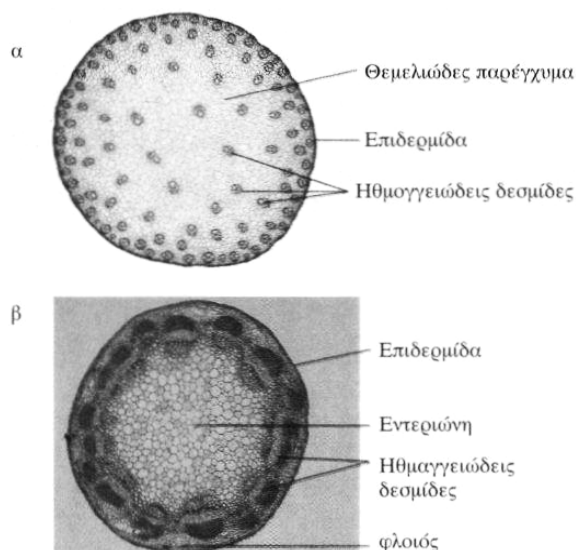 α
Θεμελιώδες παρέγχυμα
Επιδερμίδα
Ηθμογγειώδεις δεσμίδες
β
Επιδερμίδα
Εντεριώνη
Ηθμαγγειώδεις
δεσμίδες
φλοιός